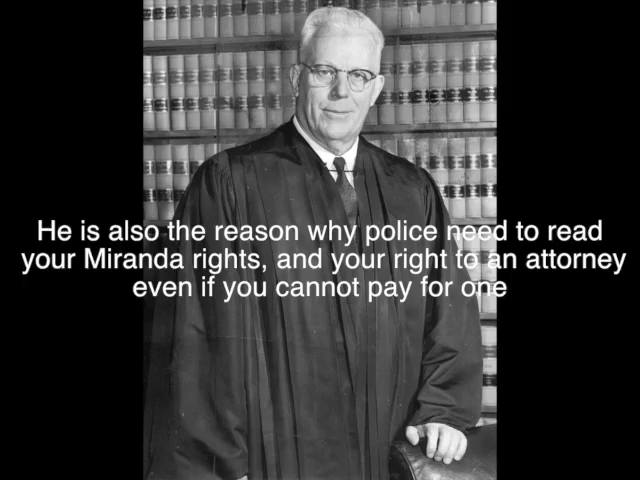 He is also the reason why police need to read
your Miranda rights, and your right to an attorney
even if you cannot pay for one